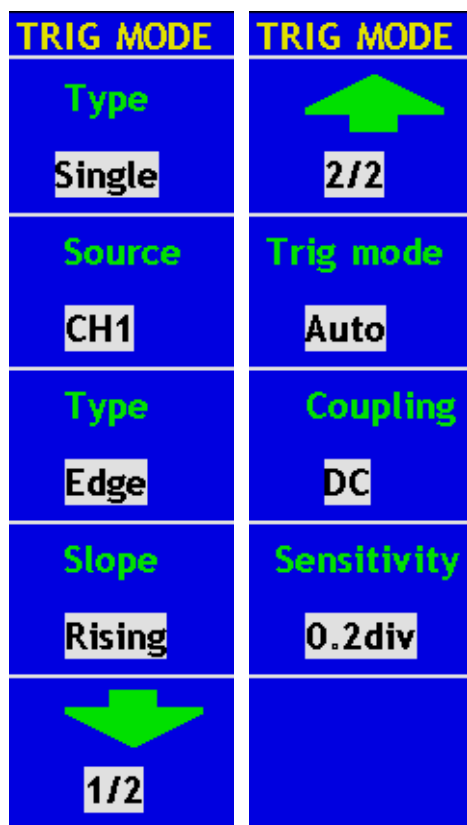 TRIG MODE
Type
Single
Source
CH1
Type
Edge
Slope
Rising
1/2
TRIG MODE
2/2
Trig mode
Auto
Coupling
DC
Sensitivity
0.2div